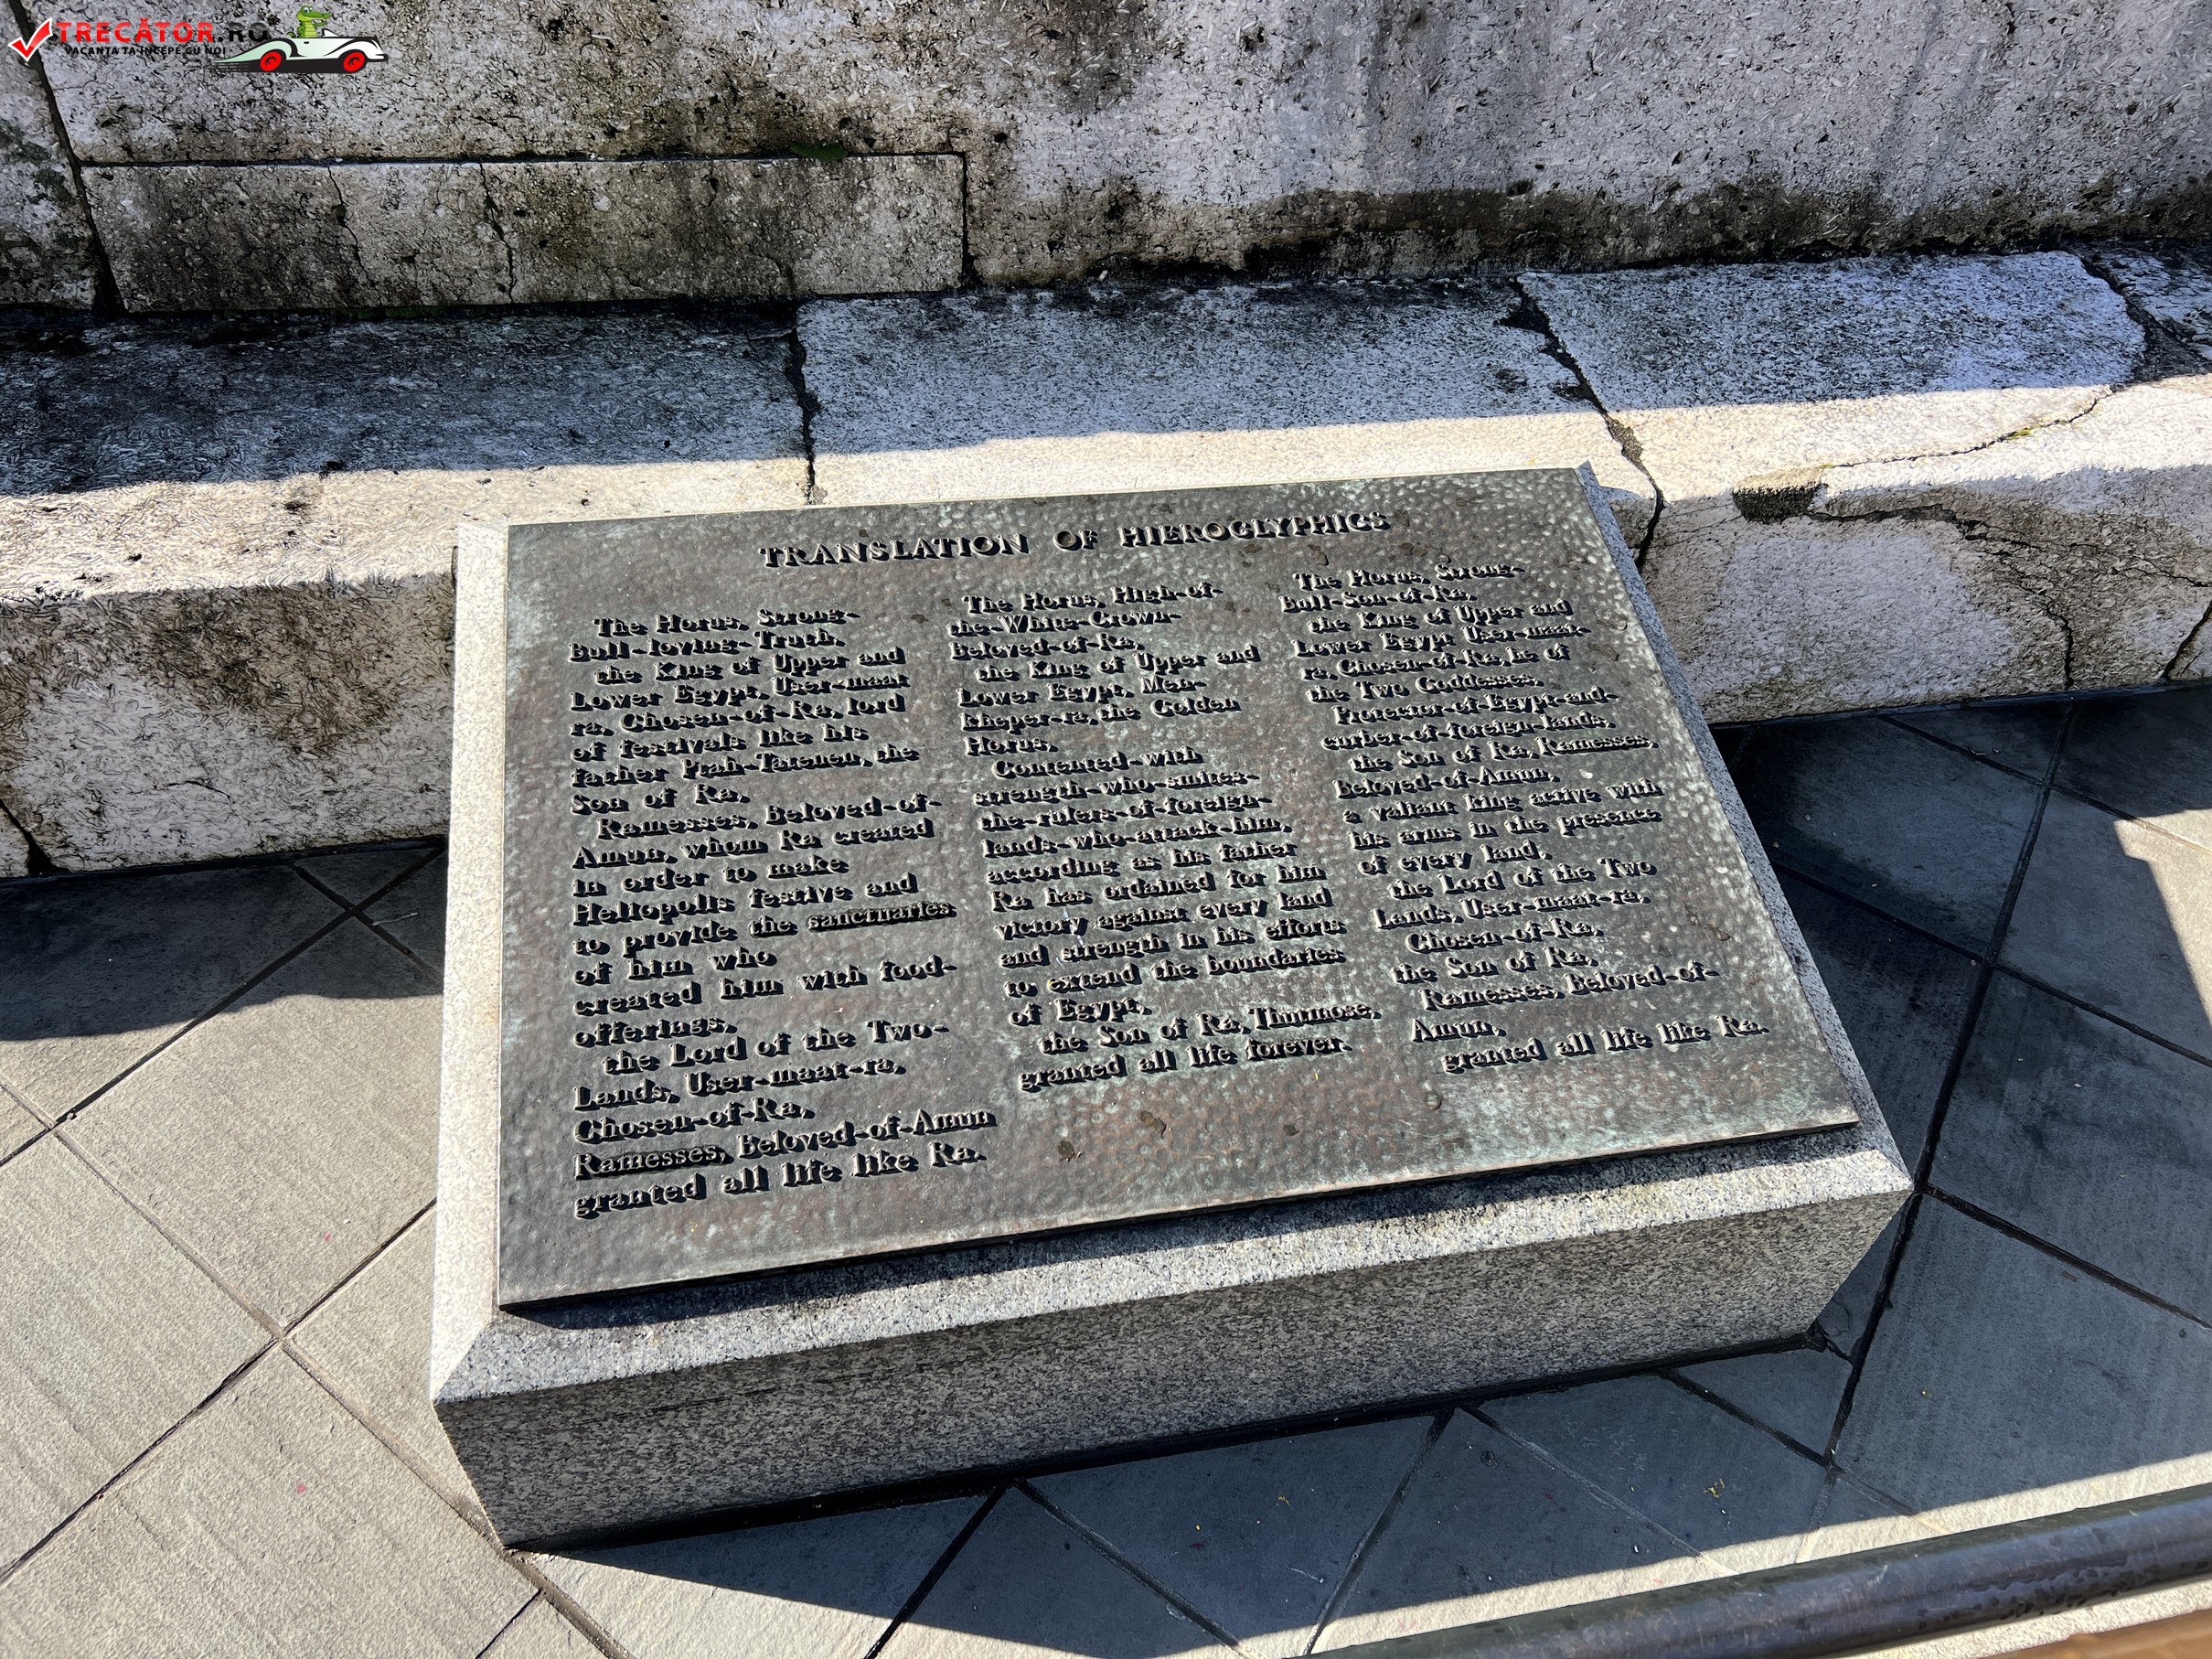 TRECĂTOR.RO
VACANȚA TA ÎNCEPE CU NOI
TRANSLATION OF HIEROGLYPHICS
The Horus, Strong-
Bull-loving-Truth,
the King of Upper and
Lower Egypt, User-maat
ra, Chosen-of-Ra, lord
of festivals like his
father Ptah-Tatenen, the
Son of Ra,
Ramesses, Beloved-of-
Amun, whom Ra created
in order to make
Heliopolis festive and
to provide the sanctuaries
of him who
created him with food-
offerings,
the Lord of the Two-
Lands, User-maat-ra,
Chosen-of-Ra,
Ramesses, Beloved-of-Amun
granted all life like Ra.
The Horus, High-of-
the-White-Crown-
Beloved-of-Ra,
the King of Upper and
Lower Egypt, Men-
kheper-ra, the Golden
Horus,
Contented-with
strength-who-smites-
the-rulers-of-foreign-
lands-who-attack-him,
according as his father
Ra has ordained for him
victory against every land
and strength in his efforts
to extend the boundaries
of Egypt,
the Son of Ra, Thutmose,
granted all life forever.
The Horus, Strong-
Bull-Son-of-Ra,
the King of Upper and
Lower Egypt User-maat-
ra, Chosen-of-Ra, he of
the Two Goddesses,
Protector-of-Egypt-and-
curber-of-foreign-lands,
the Son of Ra, Ramesses,
Beloved-of-Amun,
a valiant king active with
his arms in the presence
of every land,
the Lord of the Two
Lands, User-maat-ra,
Chosen-of-Ra,
the Son of Ra,
Ramesses, Beloved-of-
Amun,
granted all life like Ra.